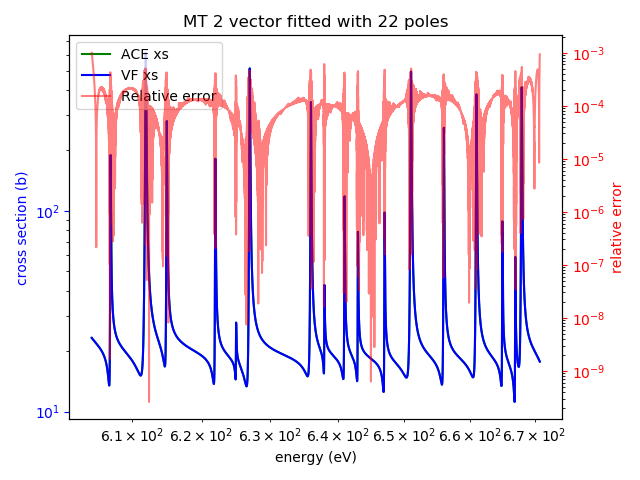 MT 2 vector fitted with 22 poles
ACE xs
VF xs
Relative error
cross section (b)
10²
10¹
relative error
10⁻³
10⁻⁴
10⁻⁵
10⁻⁶
10⁻⁷
10⁻⁸
10⁻⁹
6.1 × 10² 6.2 × 10² 6.3 × 10² 6.4 × 10² 6.5 × 10² 6.6 × 10² 6.7 × 10²
energy (eV)